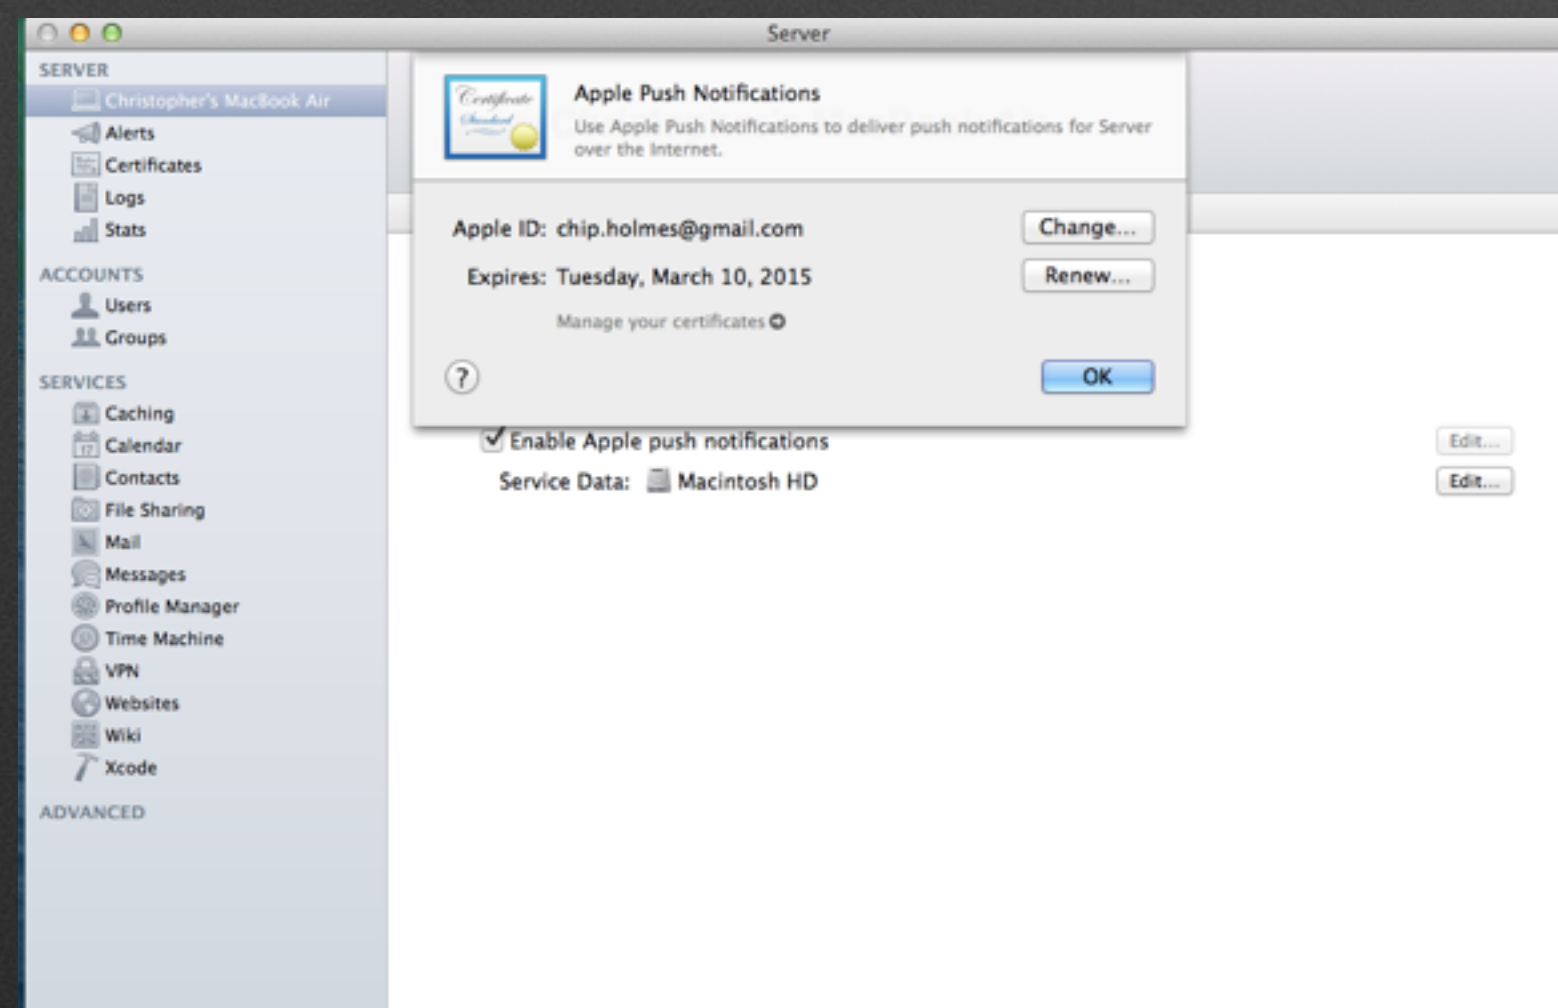 Server
SERVER
Christopher's MacBook Air
Alerts
Certificates
Logs
Stats
ACCOUNTS
Users
Groups
SERVICES
Caching
17
Calendar
Contacts
File Sharing
Mail
Messages
Profile Manager
Time Machine
VPN
Websites
Wiki
Xcode
ADVANCED
Certificate
Standard
Apple Push Notifications
Use Apple Push Notifications to deliver push notifications for Server
over the Internet.
Apple ID: chip.holmes@gmail.com
Change...
Expires: Tuesday, March 10, 2015
Renew...
Manage your certificates
?
OK
Enable Apple push notifications
Edit...
Service Data: Macintosh HD
Edit...